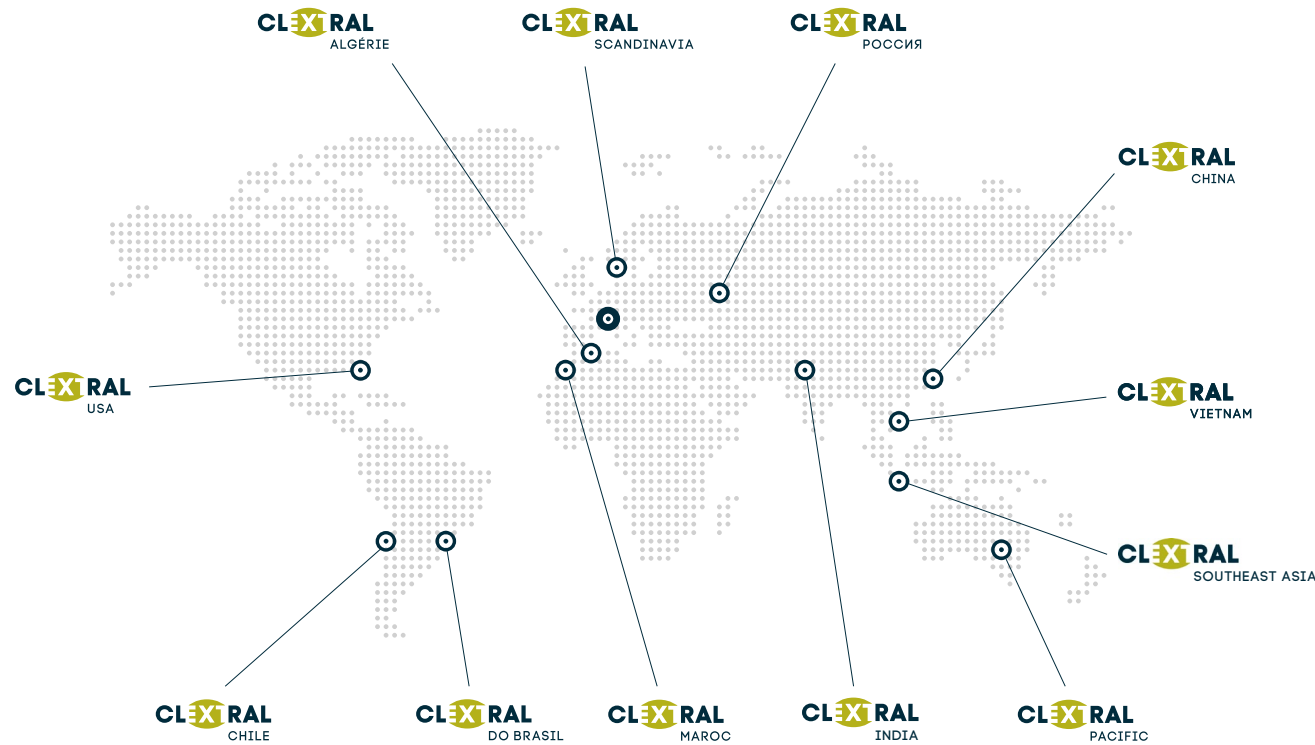 CLEXTRAL
ALGÉRIE
CLEXTRAL
SCANDINAVIA
CLEXTRAL
РОССИЯ
CLEXTRAL
CHINA
CLEXTRAL
USA
CLEXTRAL
VIETNAM
CLEXTRAL
SOUTHEAST ASIA
CLEXTRAL
CHILE
CLEXTRAL
DO BRASIL
CLEXTRAL
MAROC
CLEXTRAL
INDIA
CLEXTRAL
PACIFIC